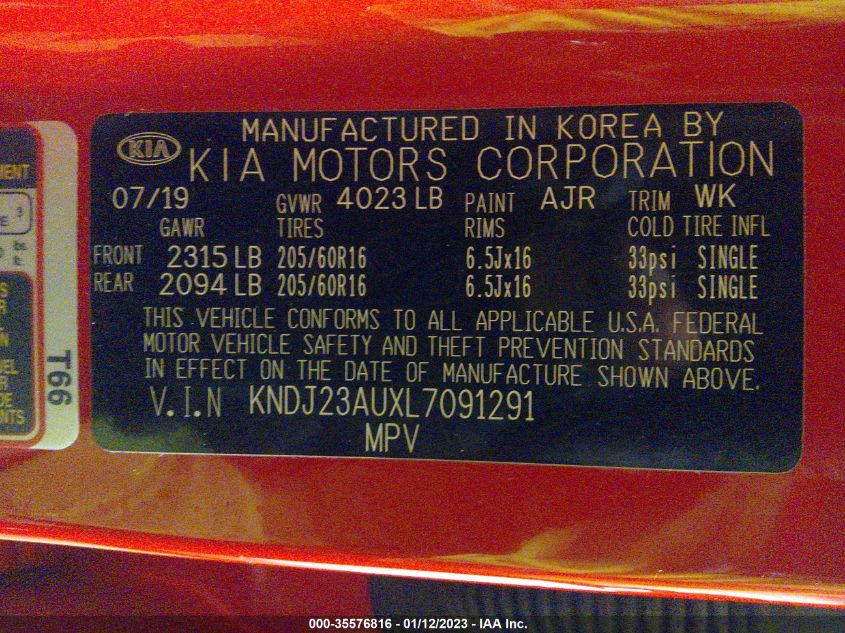 MANUFACTURED IN KOREA BY
KIA KIA MOTORS CORPORATION
07/19 GVWR 4023 LB PAINT AJR TRIM WK
GAWR TIRES RIMS COLD TIRE INFL
FRONT 2315 LB 205/60R16 6.5Jx16 33psi SINGLE
REAR 2094 LB 205/60R16 6.5Jx16 33psi SINGLE
THIS VEHICLE CONFORMS TO ALL APPLICABLE U.S.A. FEDERAL
MOTOR VEHICLE SAFETY AND THEFT PREVENTION STANDARDS
IN EFFECT ON THE DATE OF MANUFACTURE SHOWN ABOVE.
V.I.N KNDJ23AUXL7091291
MPV
T66
000-35576816 - 01/12/2023 - IAA Inc.